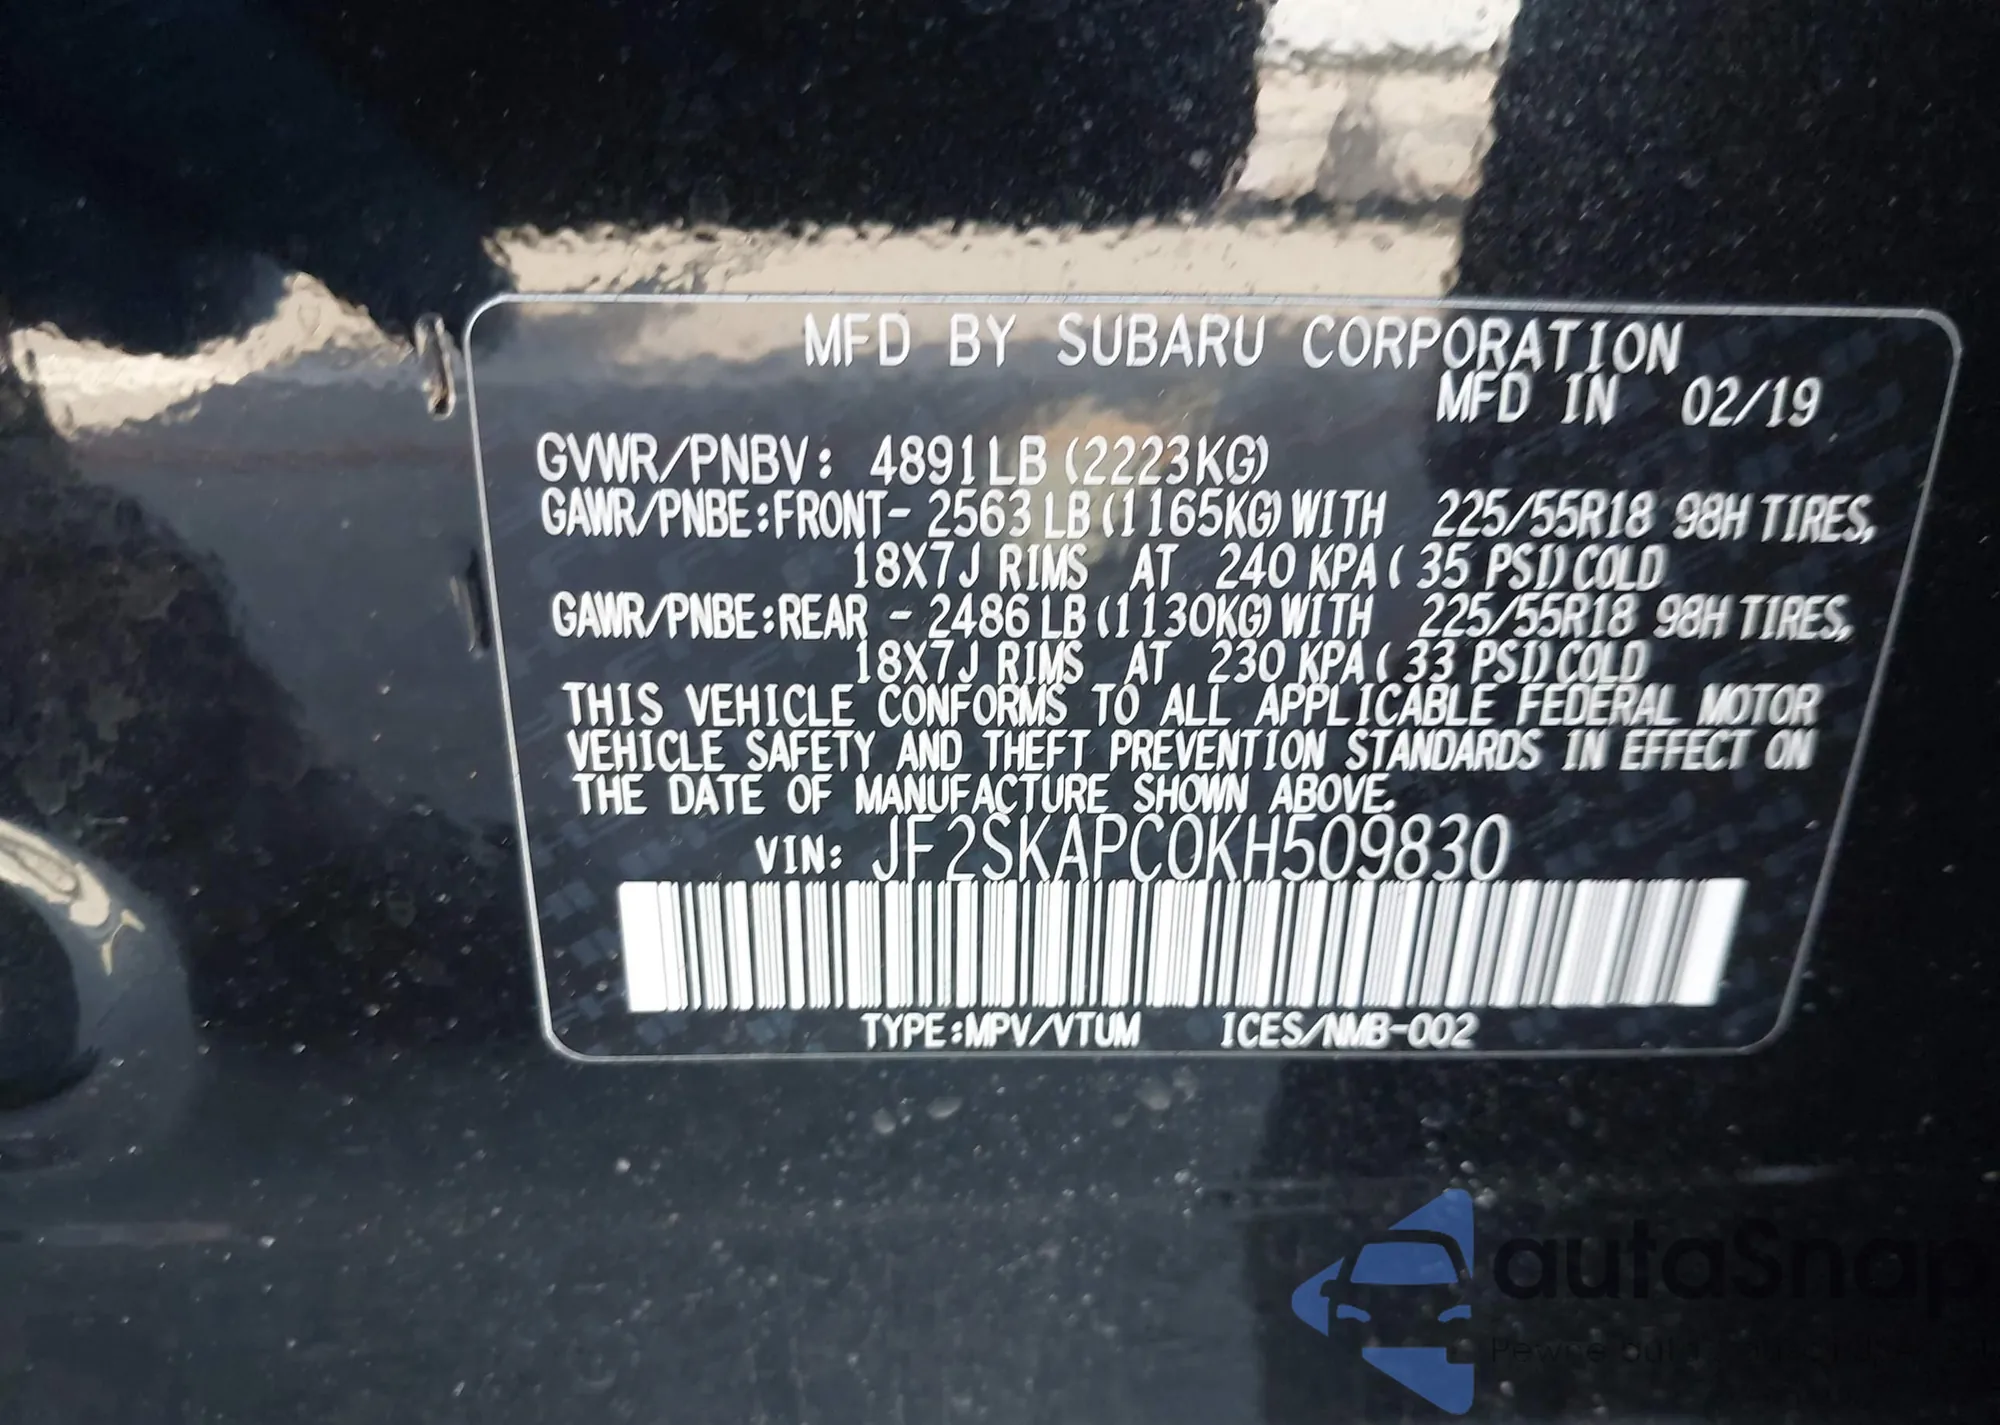 MFD BY SUBARU CORPORATION
MFD IN 02/19
GVWR/PNBV: 4891LB (2223KG)
GAWR/PNBE:FRONT- 2563 LB (1165KG) WITH 225/55R18 98H TIRES,
18X7J RIMS AT 240 KPA ( 35 PSI) COLD
GAWR/PNBE:REAR - 2486 LB (1130KG) WITH 225/55R18 98H TIRES,
18X7J RIMS AT 230 KPA ( 33 PSI) COLD
THIS VEHICLE CONFORMS TO ALL APPLICABLE FEDERAL MOTOR
VEHICLE SAFETY AND THEFT PREVENTION STANDARDS IN EFFECT ON
THE DATE OF MANUFACTURE SHOWN ABOVE.
VIN: JF2SKAPC0KH509830
TYPE:MPV/VTUM ICES/NMB-002
autaSnap
Pewne auta